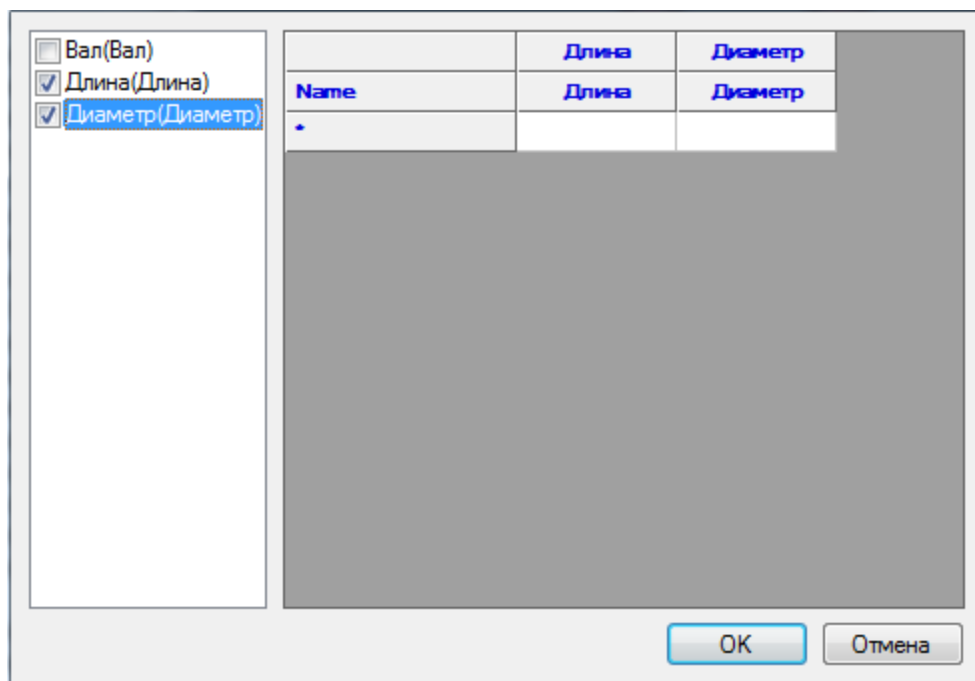 Вал(Вал)
Длина(Длина)
Диаметр(Диаметр)
Длина Диаметр
Name Длина Диаметр
*
OK Отмена